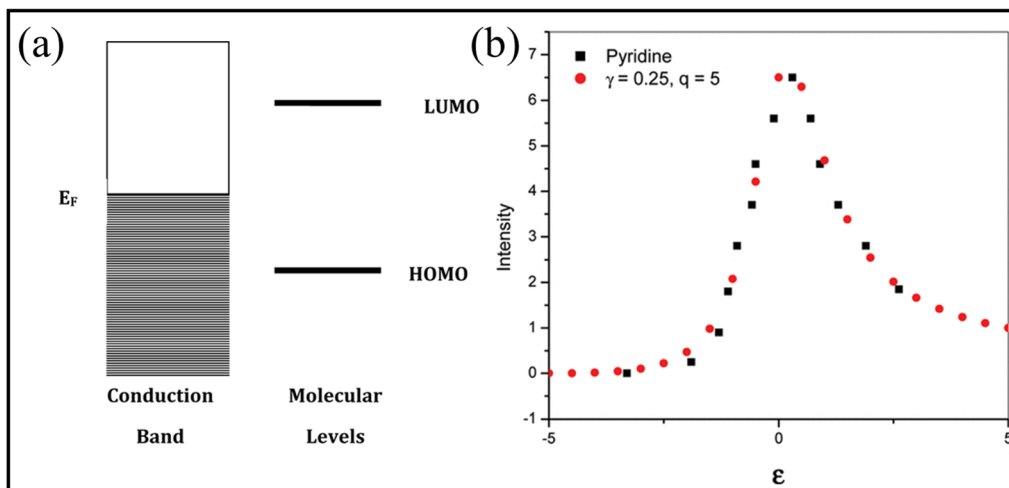 (a)
LUMO
E_F
HOMO
Conduction
Band
Molecular
Levels
(b)
Pyridine
γ = 0.25, q = 5
Intensity
7
6
5
4
3
2
1
0
-1
-5
0
5
ε